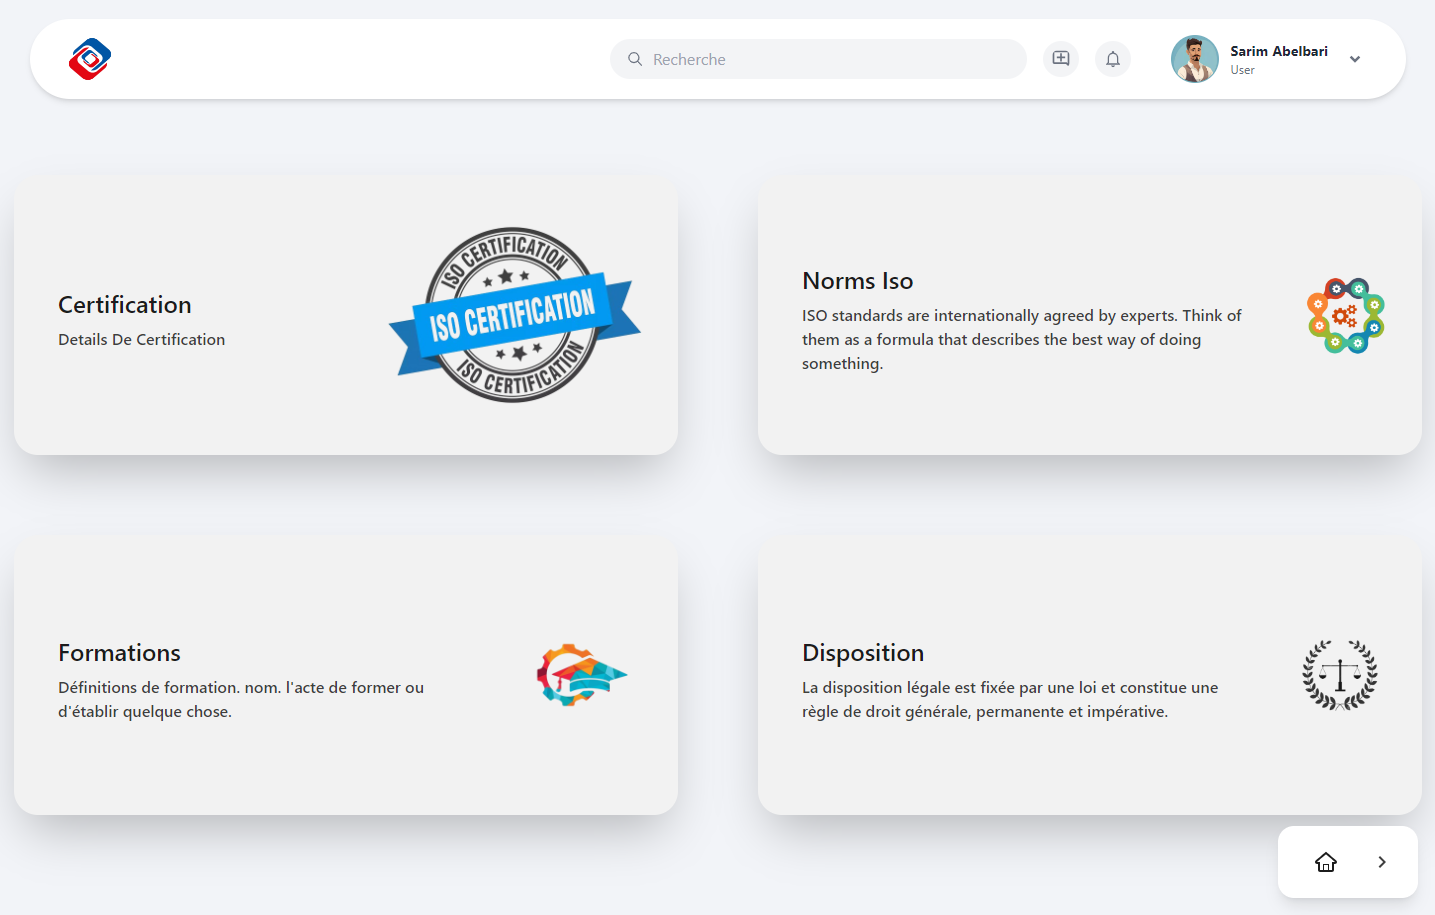 Recherche
Sarim Abelbari
User
Certification
Details De Certification
ISO CERTIFICATION
ISO CERTIFICATION
ISO CERTIFICATION
Norms Iso
ISO standards are internationally agreed by experts. Think of
them as a formula that describes the best way of doing
something.
Formations
Définitions de formation. nom. l'acte de former ou
d'établir quelque chose.
Disposition
La disposition légale est fixée par une loi et constitue une
règle de droit générale, permanente et impérative.